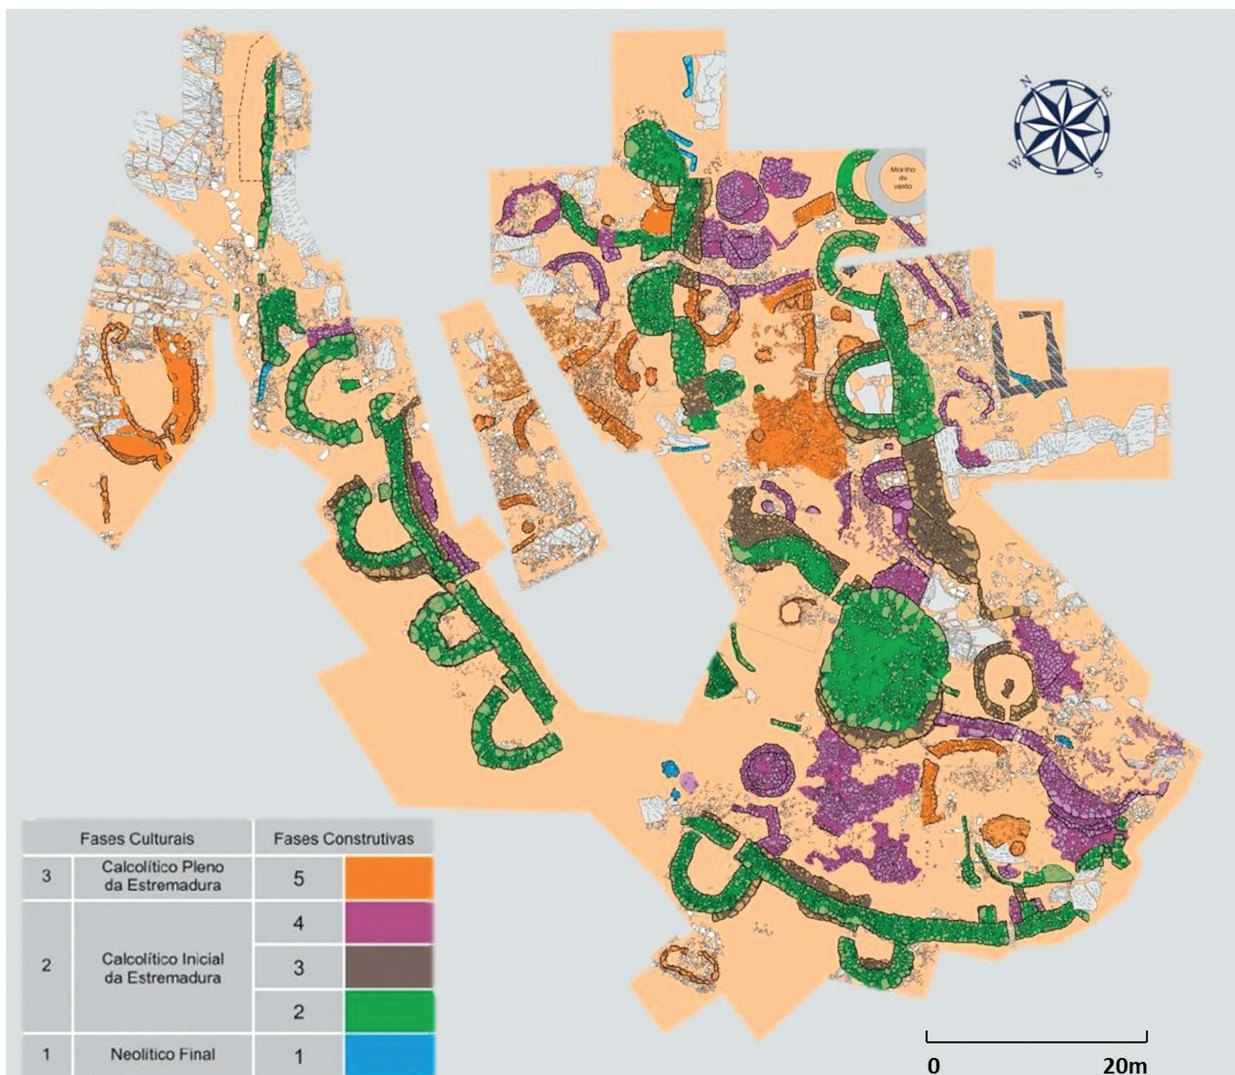 N
E
W
S
Moinho
de
vento
Fases Culturais
Fases Construtivas
3
Calcolítico Pleno
da Estremadura
5
2
Calcolítico Inicial
da Estremadura
4
3
2
1
Neolítico Final
1
0
20m